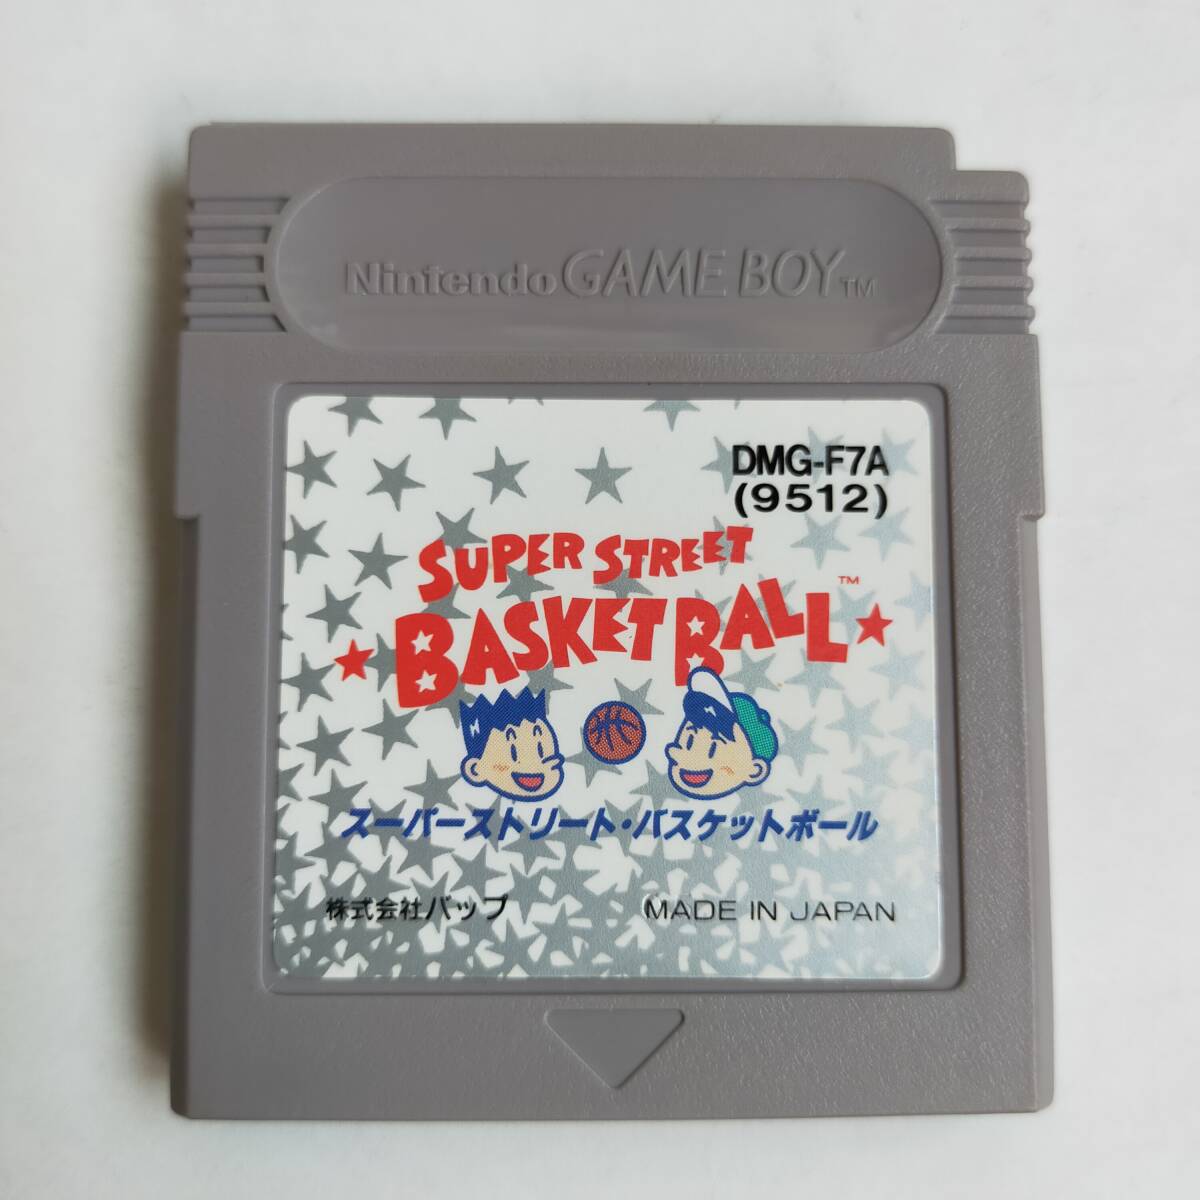 Nintendo GAME BOY™
DMG-F7A
(9512)
SUPER STREET
BASKETBALL™
スーパーストリート・バスケットボール
株式会社バップ
MADE IN JAPAN